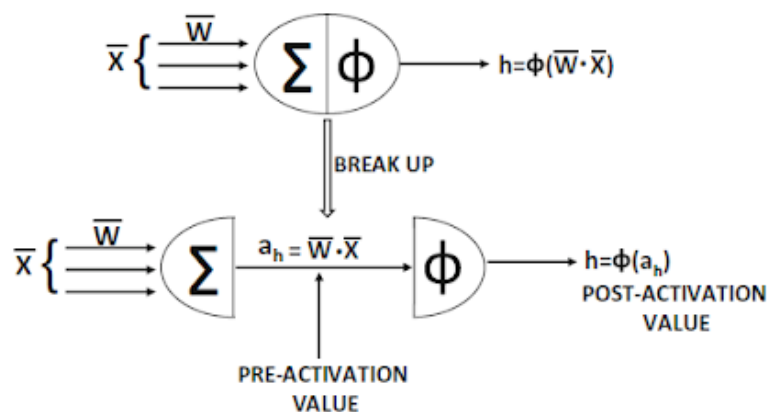 W̅
X̅ {
Σ ϕ
h=ϕ(W̅·X̅)
BREAK UP
W̅
X̅ {
Σ
aₕ = W̅·X̅
ϕ
h=ϕ(aₕ)
POST-ACTIVATION
VALUE
PRE-ACTIVATION
VALUE